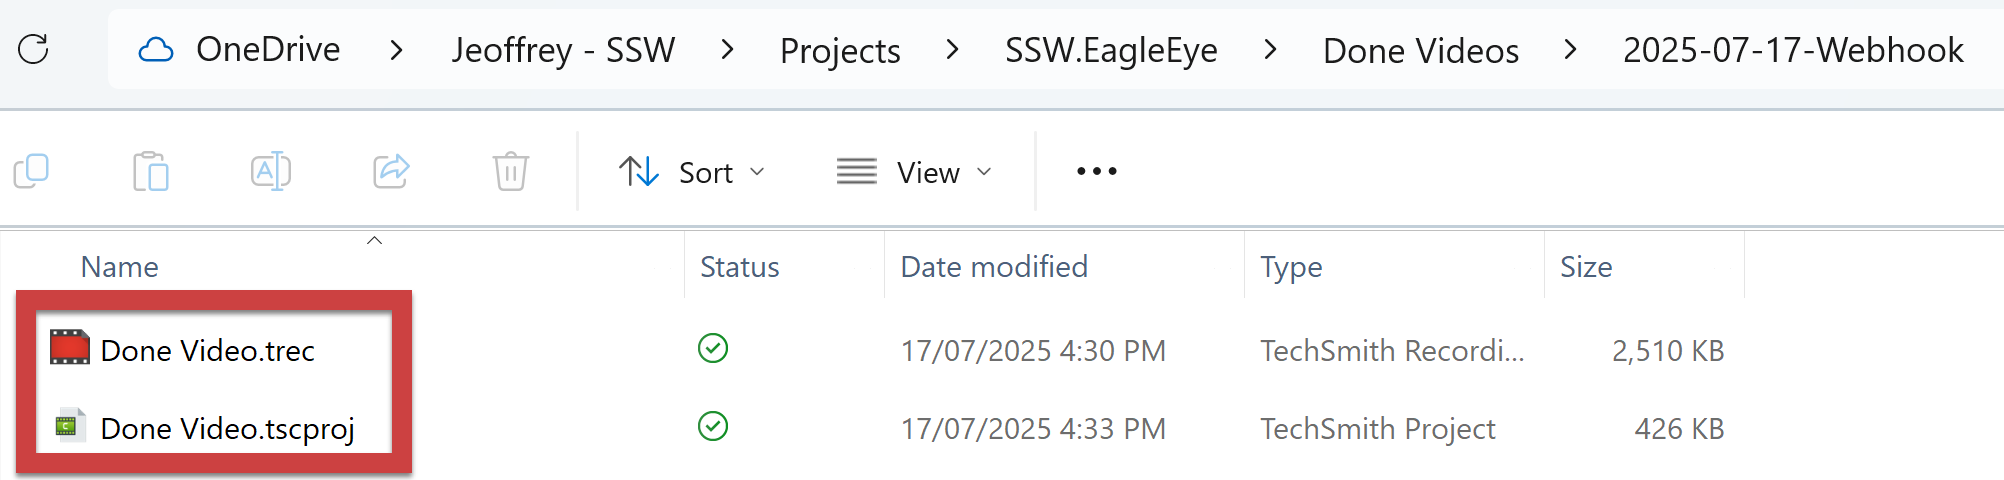 OneDrive > Jeoffrey - SSW > Projects > SSW.EagleEye > Done Videos > 2025-07-17-Webhook
Sort View
Name Status Date modified Type Size
Done Video.trec 17/07/2025 4:30 PM TechSmith Recordi... 2,510 KB
Done Video.tscproj 17/07/2025 4:33 PM TechSmith Project 426 KB